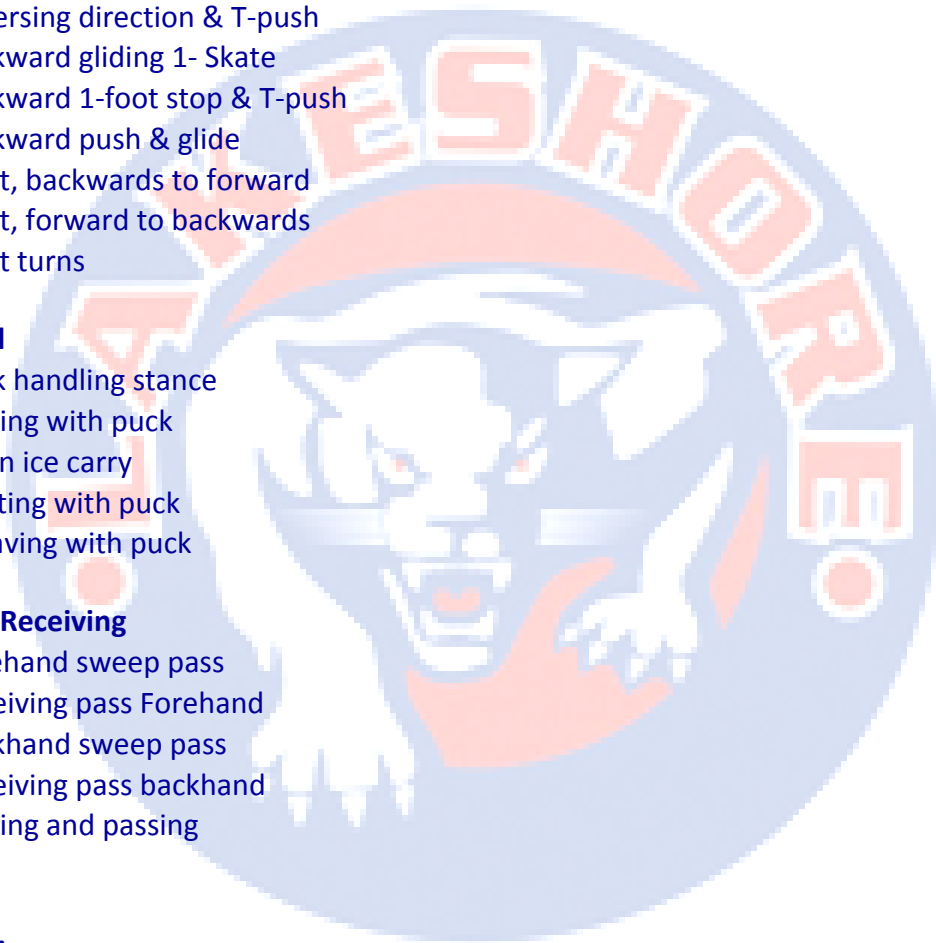 ersing direction & T-push
kward gliding 1- Skate
kward 1-foot stop & T-push
kward push & glide
t, backwards to forward
t, forward to backwards
t turns
k handling stance
ing with puck
n ice carry
ting with puck
aving with puck
Receiving
ehand sweep pass
eiving pass Forehand
khand sweep pass
eiving pass backhand
ing and passing
LAKESHORE